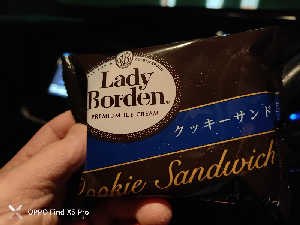 Lady
Borden
PREMIUM ICE CREAM
クッキーサンド
Cookie Sandwich
OPPO Find X5 Pro